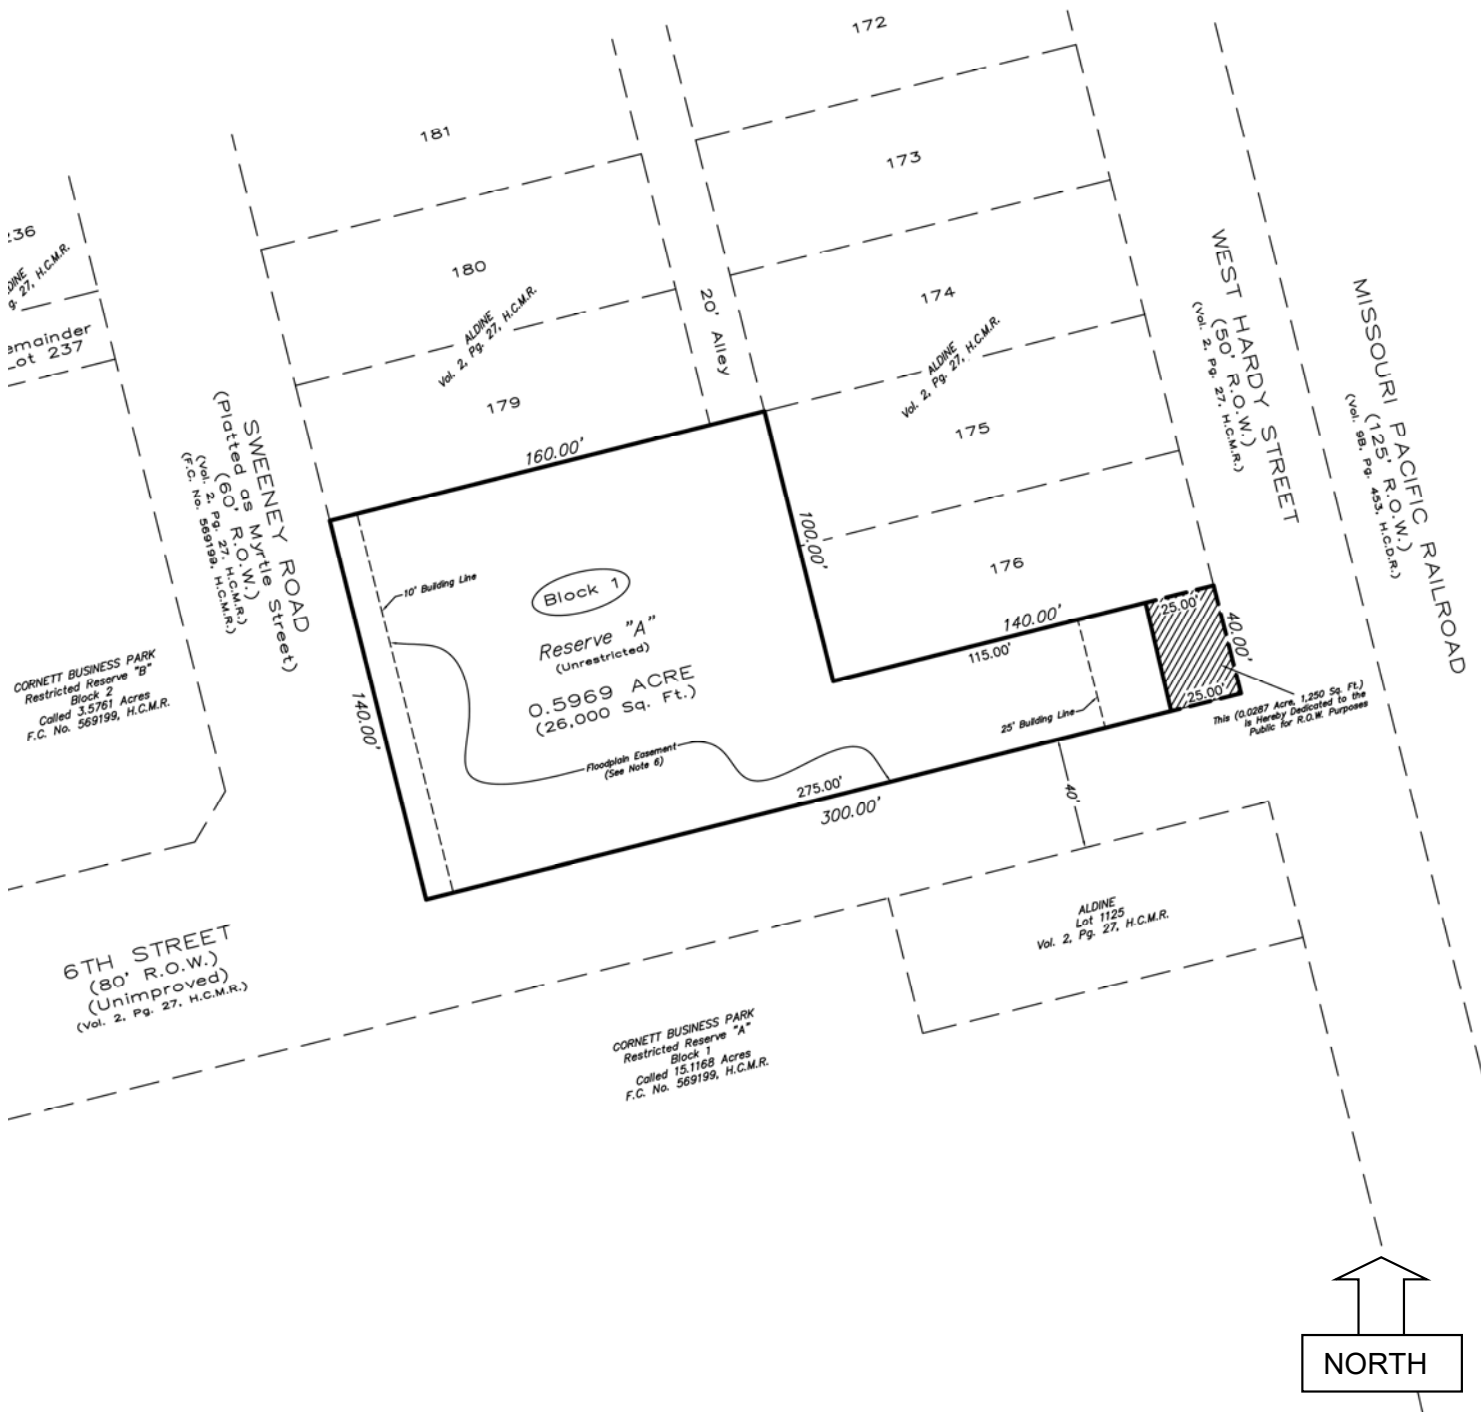 172
181
173
:36
DINE
g. 27, H.C.M.R.
180
174
20' Alley
ALDINE
Vol. 2, Pg. 27, H.C.M.R.
ALDINE
Vol. 2, Pg. 27, H.C.M.R.
emainder
Lot 237
179
175
WEST HARDY STREET
(50' R.O.W.)
(Vol. 2, Pg. 27, H.C.M.R.)
MISSOURI PACIFIC RAILROAD
(125' R.O.W.)
(Vol. 98, Pg. 453, H.C.D.R.)
SWEENEY ROAD
(Platted as Myrtle Street)
(60' R.O.W.)
(Vol. 2, Pg. 27, H.C.M.R.)
(F.C. No. 569199, H.C.M.R.)
160.00'
100.00'
176
10' Building Line
Block 1
Reserve "A"
(Unrestricted)
0.5969 ACRE
(26,000 Sq. Ft.)
140.00'
115.00'
25.00'
40.00'
25.00'
25' Building Line
This (0.0287 Acre, 1,250 Sq. Ft.)
is Hereby Dedicated to the
Public for R.O.W. Purposes
CORNETT BUSINESS PARK
Restricted Reserve "B"
Block 2
Called 3.5761 Acres
F.C. No. 569199, H.C.M.R.
140.00'
Floodplain Easement
(See Note 6)
275.00'
300.00'
40'
6TH STREET
(80' R.O.W.)
(Unimproved)
(Vol. 2, Pg. 27, H.C.M.R.)
ALDINE
Lot 1125
Vol. 2, Pg. 27, H.C.M.R.
CORNETT BUSINESS PARK
Restricted Reserve "A"
Block 1
Called 15.1168 Acres
F.C. No. 569199, H.C.M.R.
NORTH